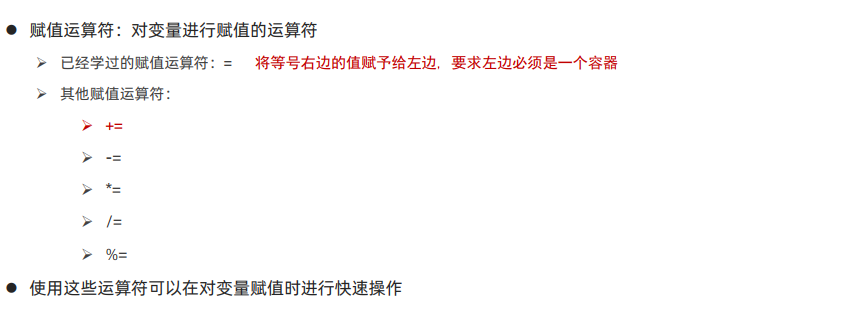 ● 赋值运算符：对变量进行赋值的运算符
➢ 已经学过的赋值运算符：= 将等号右边的值赋予给左边, 要求左边必须是一个容器
➢ 其他赋值运算符：
➢ +=
➢ -=
➢ *=
➢ /=
➢ %=
● 使用这些运算符可以在对变量赋值时进行快速操作